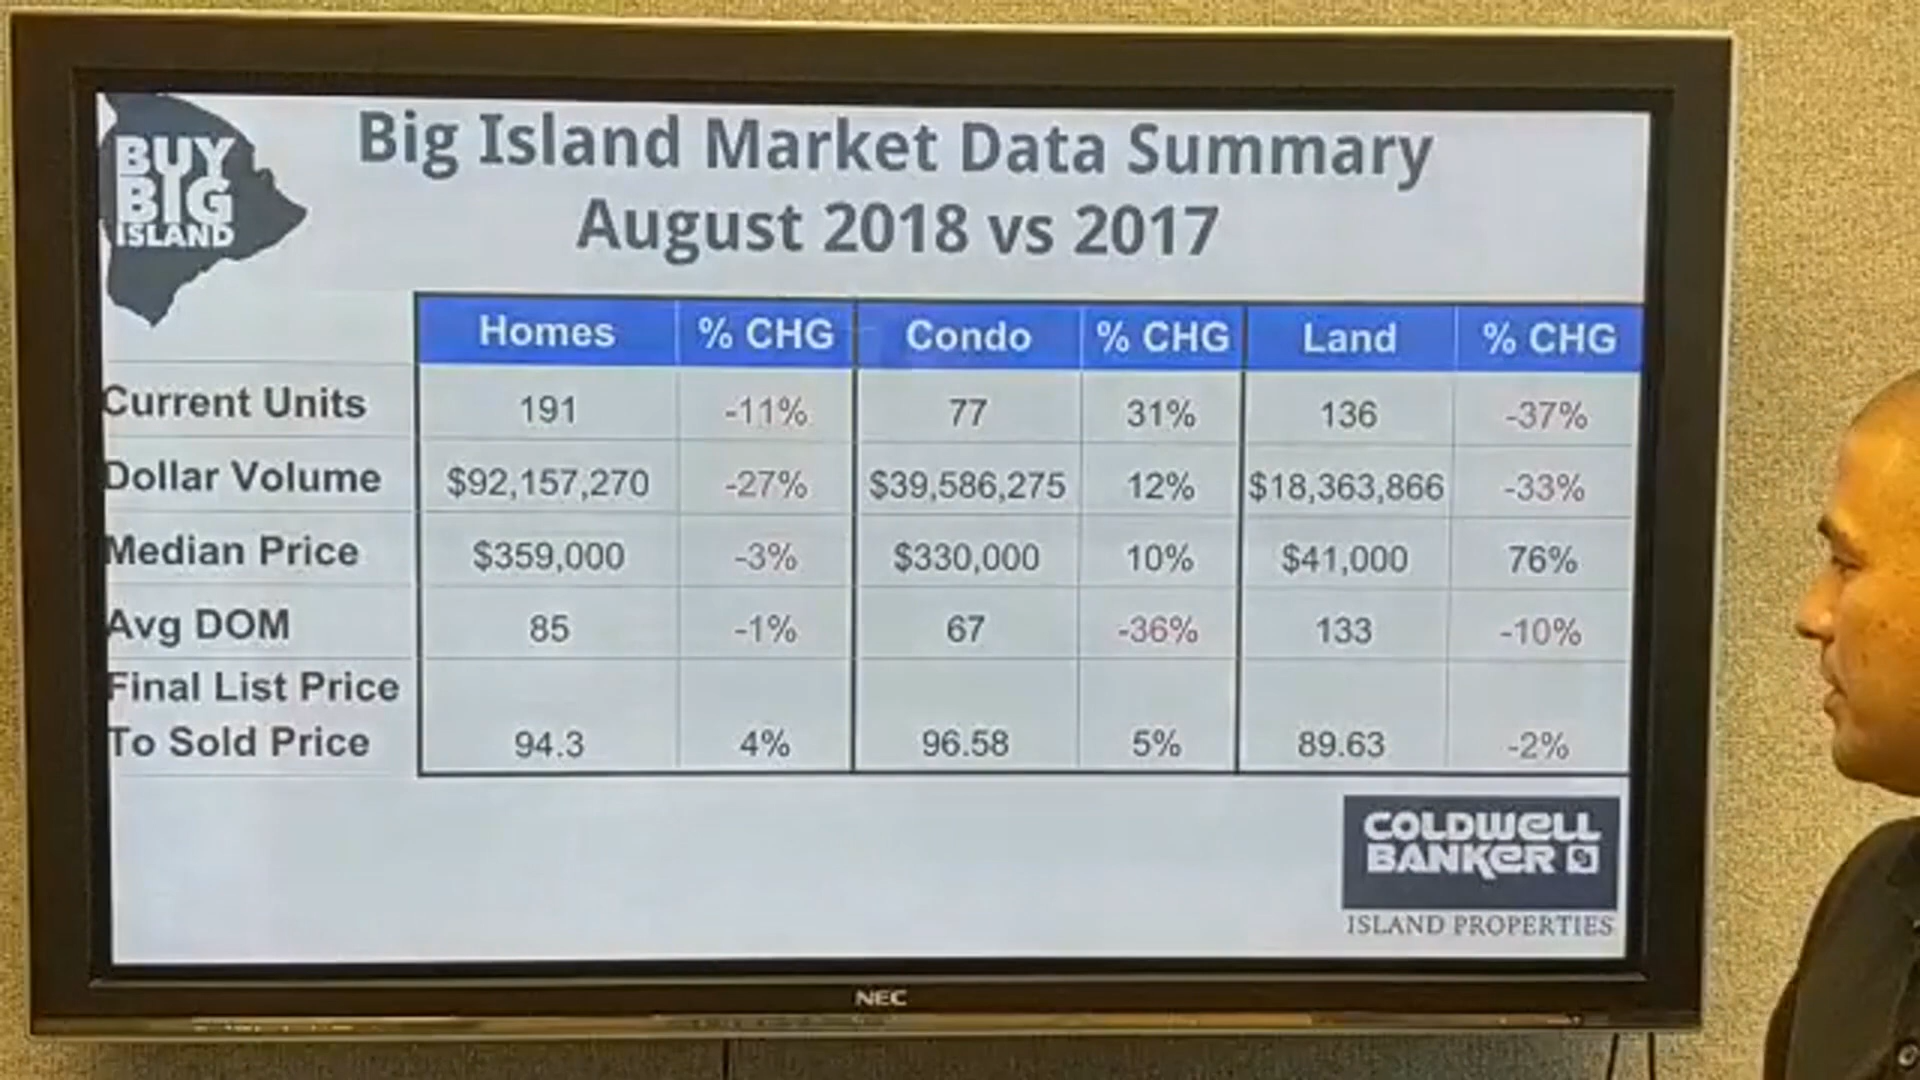 BUY
BIG
ISLAND
Big Island Market Data Summary
August 2018 vs 2017
Homes % CHG Condo % CHG Land % CHG
Current Units 191 -11% 77 31% 136 -37%
Dollar Volume $92,157,270 -27% $39,586,275 12% $18,363,866 -33%
Median Price $359,000 -3% $330,000 10% $41,000 76%
Avg DOM 85 -1% 67 -36% 133 -10%
Final List Price
To Sold Price 94.3 4% 96.58 5% 89.63 -2%
COLDWELL
BANKER
ISLAND PROPERTIES
NEC